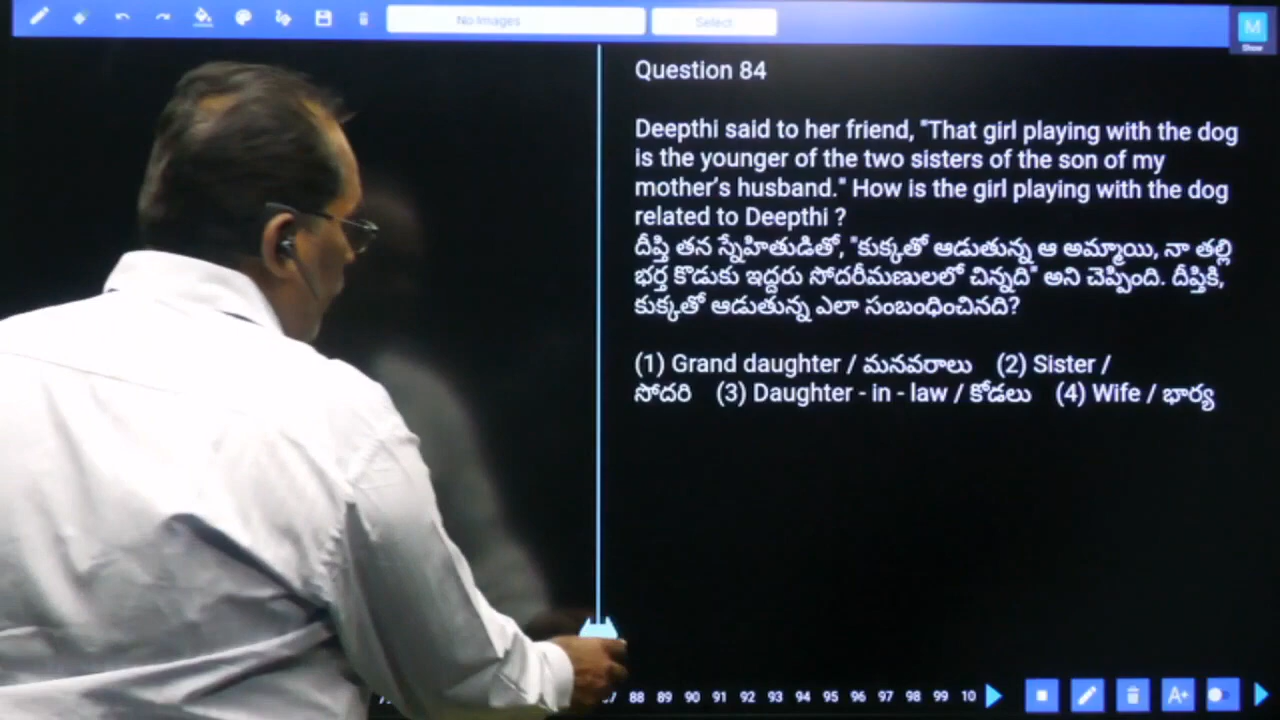 No Images
Select
M
Show
Question 84
Deepthi said to her friend, "That girl playing with the dog
is the younger of the two sisters of the son of my
mother's husband." How is the girl playing with the dog
related to Deepthi ?
దీప్తి తన స్నేహితుడితో, "కుక్కతో ఆడుతున్న ఆ అమ్మాయి, నా తల్లి
భర్త కొడుకు ఇద్దరు సోదరీమణులలో చిన్నది" అని చెప్పింది. దీప్తికి,
కుక్కతో ఆడుతున్న ఎలా సంబంధించినది?
(1) Grand daughter / మనవరాలు (2) Sister /
సోదరి (3) Daughter - in - law / కోడలు (4) Wife / భార్య
88 89 90 91 92 93 94 95 96 97 98 99 10
A+